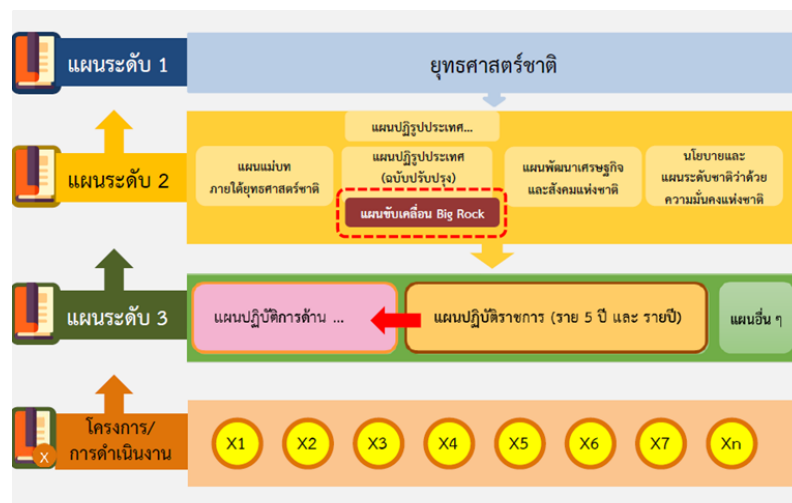 แผนระดับ 1
ยุทธศาสตร์ชาติ
แผนระดับ 2
แผนปฏิรูปประเทศ...
แผนแม่บท
ภายใต้ยุทธศาสตร์ชาติ
แผนปฏิรูปประเทศ
(ฉบับปรับปรุง)
แผนขับเคลื่อน Big Rock
แผนพัฒนาเศรษฐกิจ
และสังคมแห่งชาติ
นโยบายและ
แผนระดับชาติว่าด้วย
ความมั่นคงแห่งชาติ
แผนระดับ 3
แผนปฏิบัติการด้าน ...
แผนปฏิบัติราชการ (ราย 5 ปี และ รายปี)
แผนอื่น ๆ
โครงการ/
การดำเนินงาน
X
X1
X2
X3
X4
X5
X6
X7
Xn